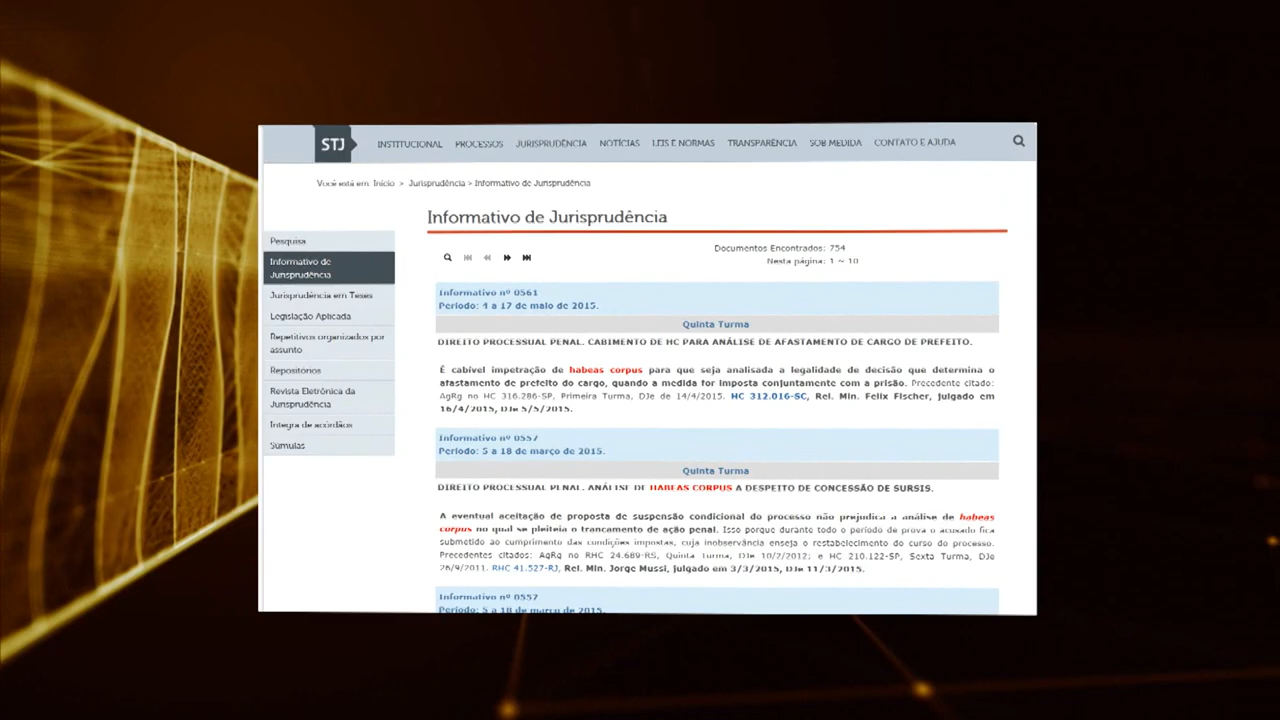 STJ
INSTITUCIONAL PROCESSOS JURISPRUDÊNCIA NOTÍCIAS LEIS E NORMAS TRANSPARÊNCIA SOB MEDIDA CONTATO E AJUDA
Você está em: Início > Jurisprudência > Informativo de Jurisprudência
Informativo de Jurisprudência
Pesquisa
Informativo de
Jurisprudência
Jurisprudência em Teses
Legislação Aplicada
Repetitivos organizados por
assunto
Repositórios
Revista Eletrônica da
Jurisprudência
Íntegra de acórdãos
Súmulas
Documentos Encontrados: 754
Nesta página: 1 ~ 10
Informativo nº 0561
Período: 4 a 17 de maio de 2015.
Quinta Turma
DIREITO PROCESSUAL PENAL. CABIMENTO DE HC PARA ANÁLISE DE AFASTAMENTO DE CARGO DE PREFEITO.
É cabível impetração de habeas corpus para que seja analisada a legalidade de decisão que determina o
afastamento de prefeito do cargo, quando a medida for imposta conjuntamente com a prisão. Precedente citado:
AgRg no HC 316.286-SP, Primeira Turma, DJe de 14/4/2015. HC 312.016-SC, Rel. Min. Felix Fischer, julgado em
16/4/2015, DJe 5/5/2015.
Informativo nº 0557
Período: 5 a 18 de março de 2015.
Quinta Turma
DIREITO PROCESSUAL PENAL. ANÁLISE DE HABEAS CORPUS A DESPEITO DE CONCESSÃO DE SURSIS.
A eventual aceitação de proposta de suspensão condicional do processo não prejudica a análise de habeas
corpus no qual se pleiteia o trancamento de ação penal. Isso porque durante todo o período de prova o acusado fica
submetido ao cumprimento das condições impostas, cuja inobservância enseja o restabelecimento do curso do processo.
Precedentes citados: AgRg no RHC 24.689-RS, Quinta Turma, DJe 10/2/2012; e HC 210.122-SP, Sexta Turma, DJe
26/9/2011. RHC 41.527-RJ, Rel. Min. Jorge Mussi, julgado em 3/3/2015, DJe 11/3/2015.
Informativo nº 0557
Período: 5 a 18 de março de 2015.